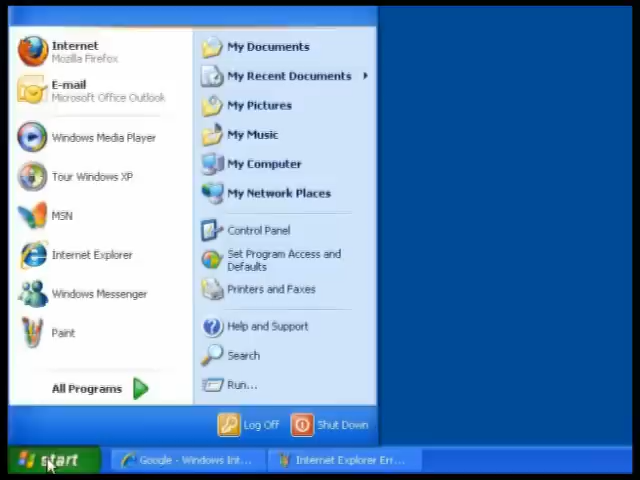 Internet
Mozilla Firefox
E-mail
Microsoft Office Outlook
Windows Media Player
Tour Windows XP
MSN
Internet Explorer
Windows Messenger
Paint
All Programs
My Documents
My Recent Documents
My Pictures
My Music
My Computer
My Network Places
Control Panel
Set Program Access and
Defaults
Printers and Faxes
Help and Support
Search
Run...
Log Off
Shut Down
start
Google - Windows Int...
Internet Explorer Err...